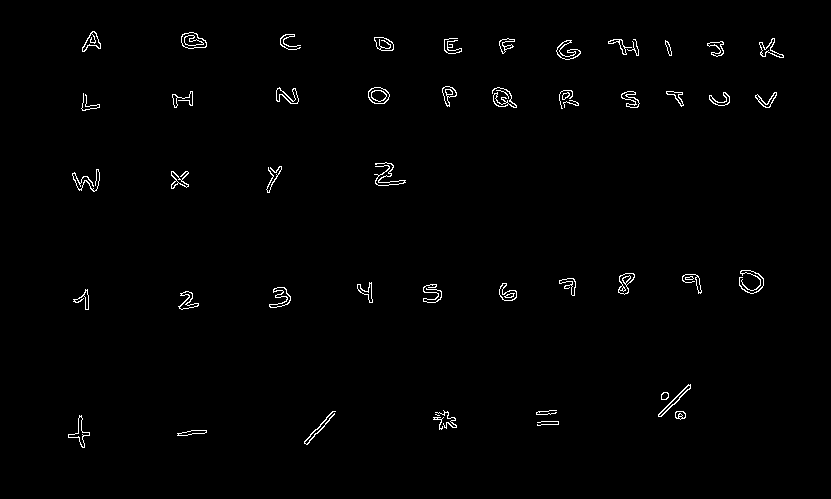 A B C D E F G H I J K
L M N O P Q R S T U V
W X Y Z
1 2 3 4 5 6 7 8 9 0
+ - / * = %